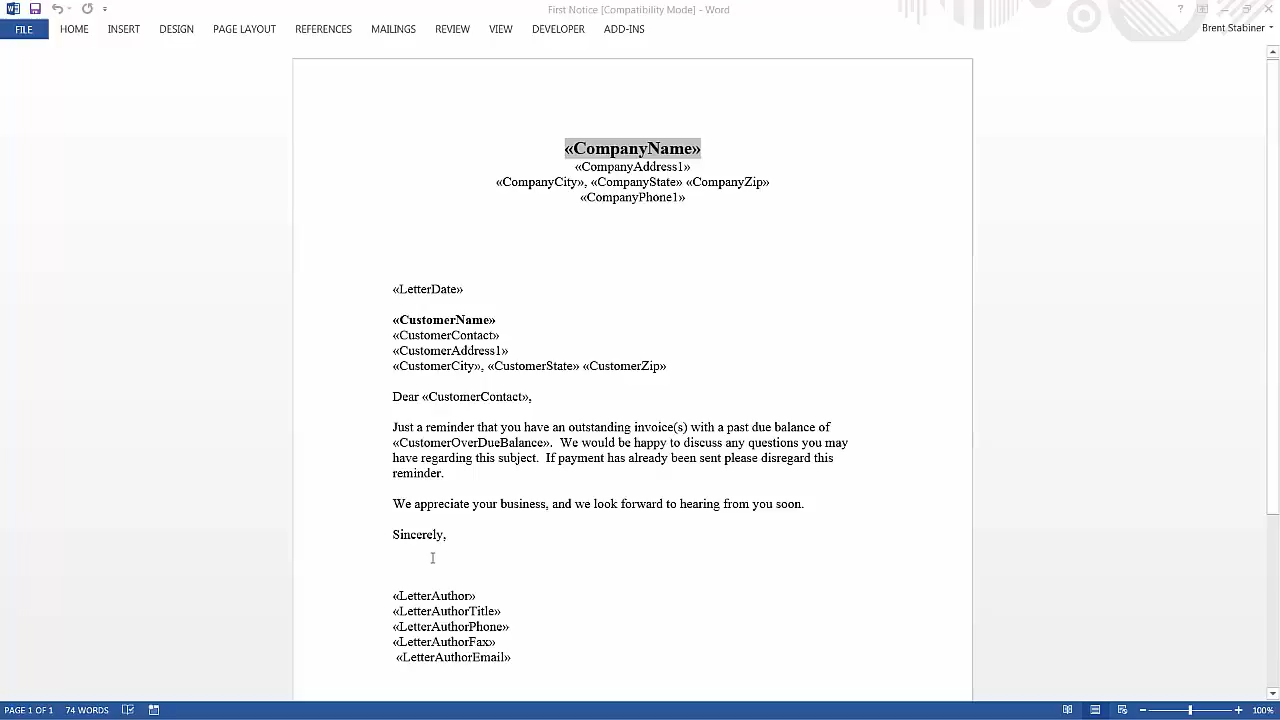 First Notice [Compatibility Mode] - Word
?
FILE HOME INSERT DESIGN PAGE LAYOUT REFERENCES MAILINGS REVIEW VIEW DEVELOPER ADD-INS Brent Stabiner
«CompanyName»
«CompanyAddress1»
«CompanyCity», «CompanyState» «CompanyZip»
«CompanyPhone1»
«LetterDate»
«CustomerName»
«CustomerContact»
«CustomerAddress1»
«CustomerCity», «CustomerState» «CustomerZip»
Dear «CustomerContact»,
Just a reminder that you have an outstanding invoice(s) with a past due balance of
«CustomerOverDueBalance».  We would be happy to discuss any questions you may
have regarding this subject.  If payment has already been sent please disregard this
reminder.
We appreciate your business, and we look forward to hearing from you soon.
Sincerely,
«LetterAuthor»
«LetterAuthorTitle»
«LetterAuthorPhone»
«LetterAuthorFax»
«LetterAuthorEmail»
PAGE 1 OF 1 74 WORDS 100%